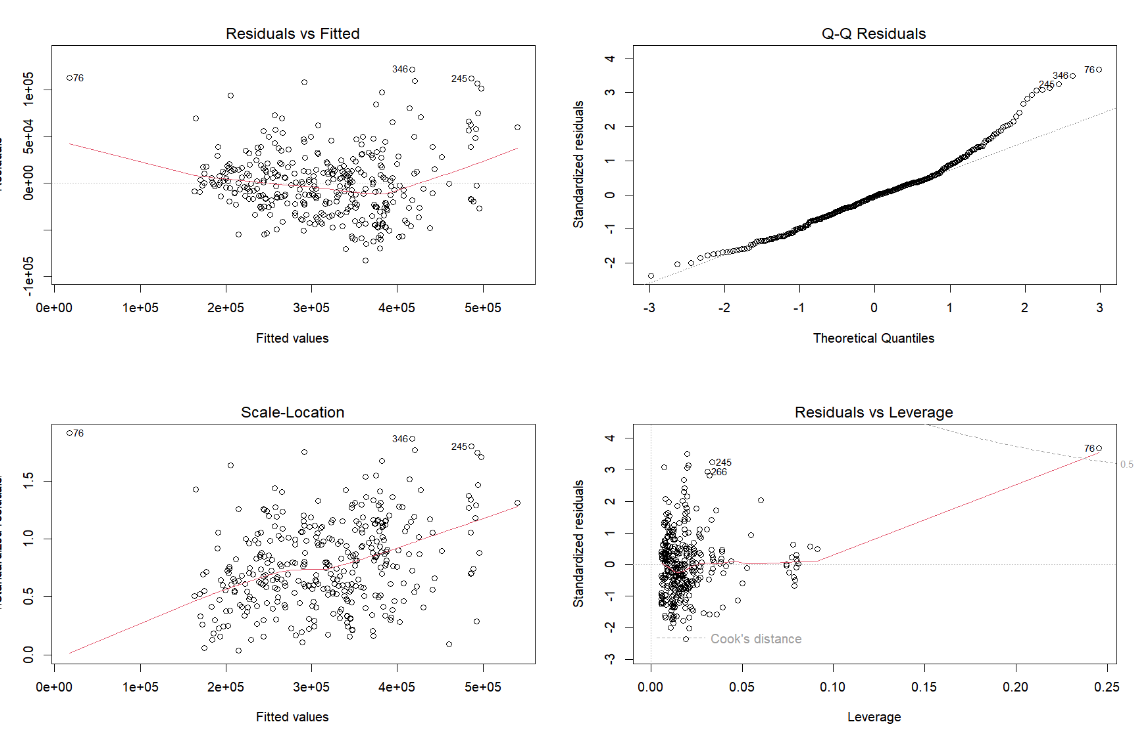 Residuals vs Fitted
76
346
245
-1e+05
0e+00
5e+04
1e+05
0e+00
1e+05
2e+05
3e+05
4e+05
5e+05
Fitted values
Q-Q Residuals
Standardized residuals
76
346
245
-2
-1
0
1
2
3
4
-3
-2
-1
0
1
2
3
Theoretical Quantiles
Scale-Location
76
346
245
0.0
0.5
1.0
1.5
0e+00
1e+05
2e+05
3e+05
4e+05
5e+05
Fitted values
Residuals vs Leverage
Standardized residuals
76
245
266
0.5
Cook's distance
-3
-2
-1
0
1
2
3
4
0.00
0.05
0.10
0.15
0.20
0.25
Leverage